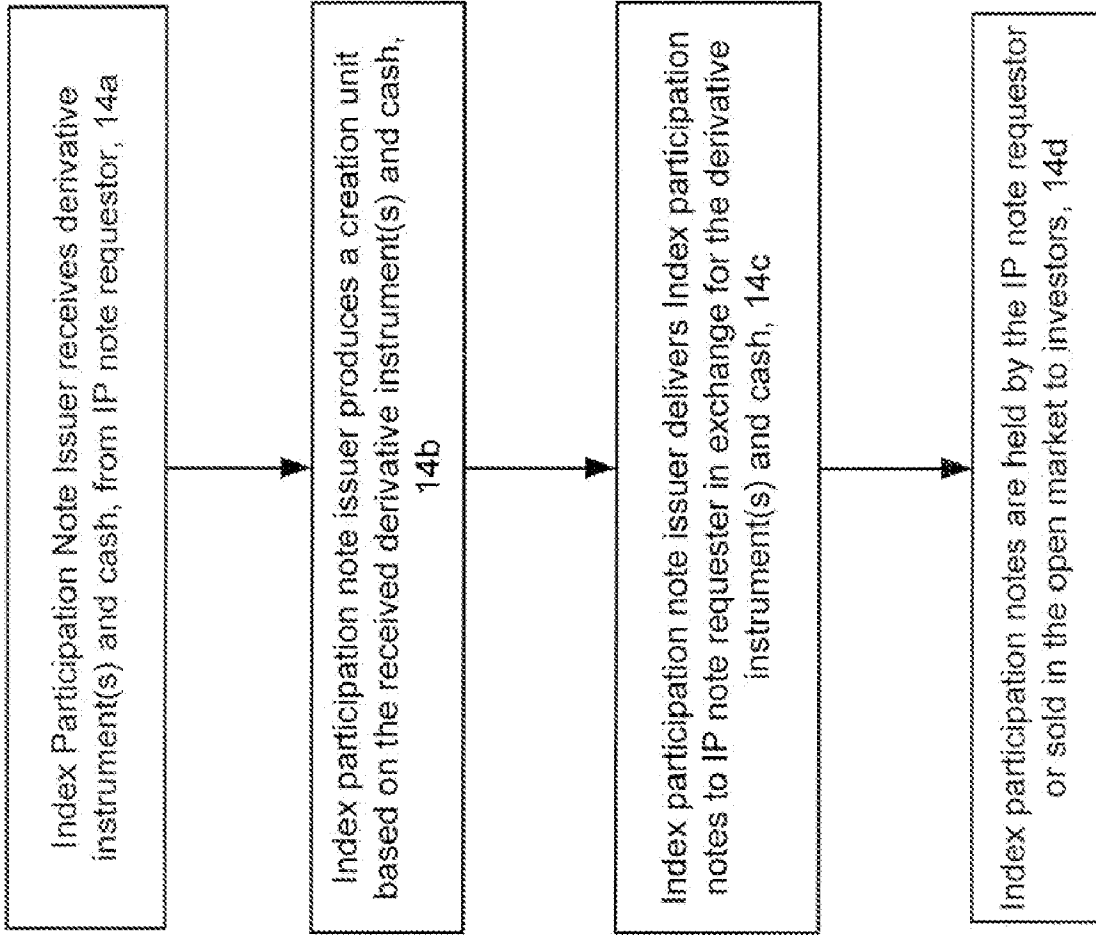 Index Participation Note Issuer receives derivative
instrument(s) and cash, from IP note requestor, 14a
Index participation note issuer produces a creation unit
based on the received derivative instrument(s) and cash,
14b
Index participation note issuer delivers Index participation
notes to IP note requester in exchange for the derivative
instrument(s) and cash, 14c
Index participation notes are held by the IP note requestor
or sold in the open market to investors, 14d